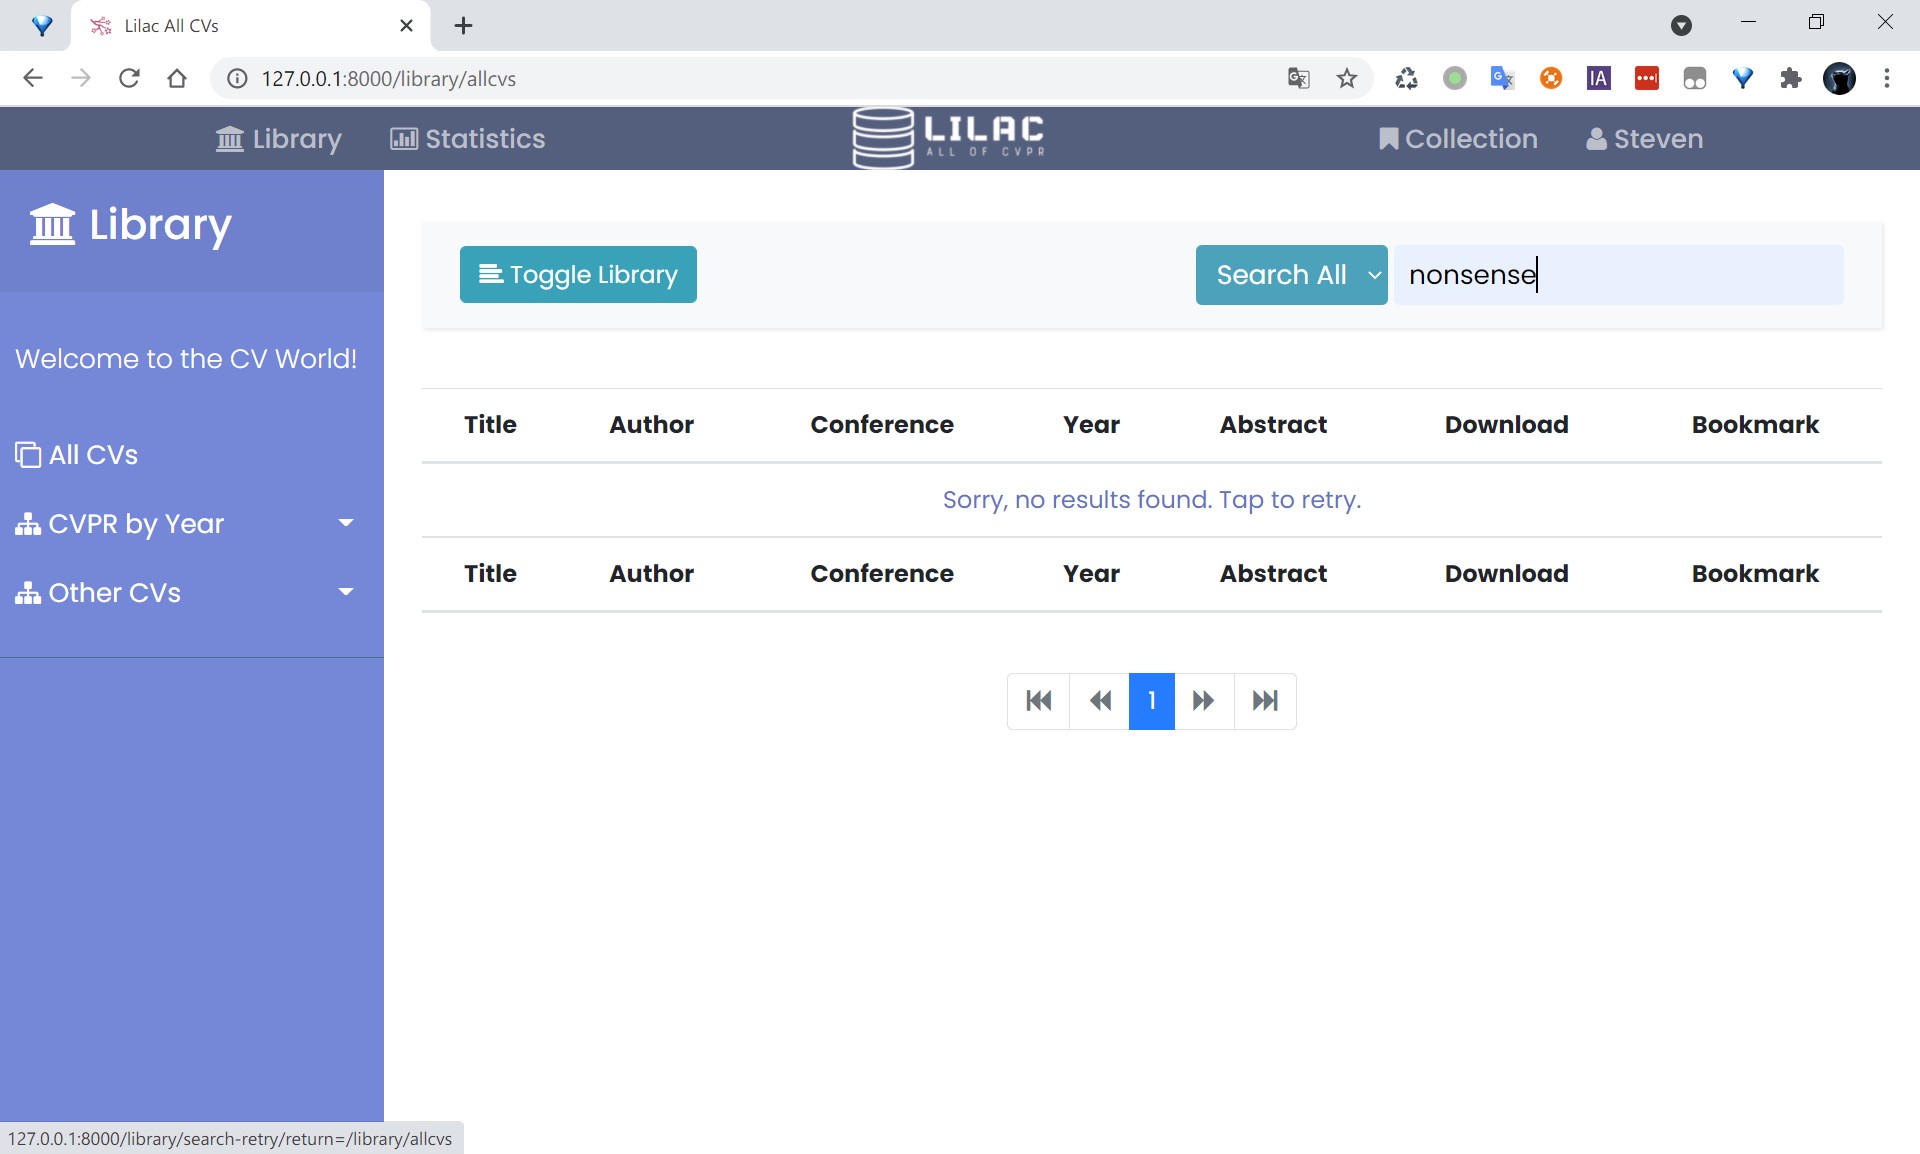 Lilac All CVs
127.0.0.1:8000/library/allcvs
IA
Library
Statistics
LILAC
ALL OF CVPR
Collection
Steven
Library
Toggle Library
Search All
nonsense
Welcome to the CV World!
All CVs
CVPR by Year
Other CVs
Title Author Conference Year Abstract Download Bookmark
Sorry, no results found. Tap to retry.
Title Author Conference Year Abstract Download Bookmark
1
127.0.0.1:8000/library/search-retry/return=/library/allcvs